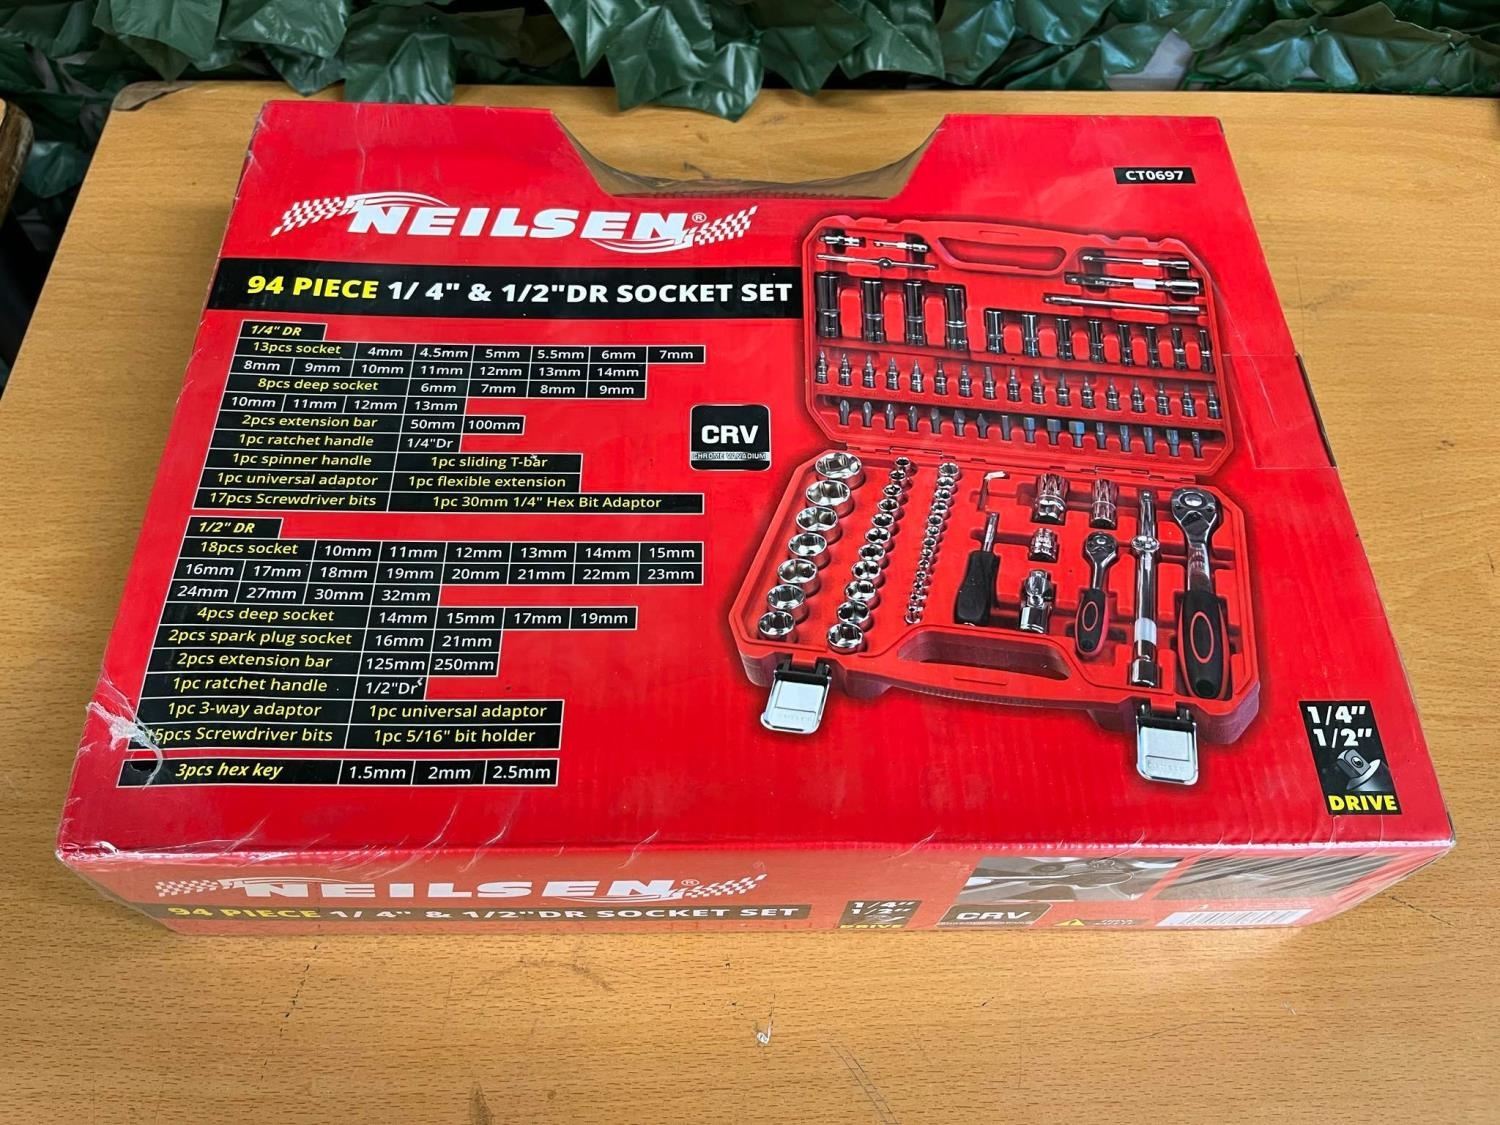 CT0697
NEILSEN®
94 PIECE 1/ 4" & 1/2"DR SOCKET SET
1/4" DR
13pcs socket 4mm 4.5mm 5mm 5.5mm 6mm 7mm
8mm 9mm 10mm 11mm 12mm 13mm 14mm
8pcs deep socket 6mm 7mm 8mm 9mm
10mm 11mm 12mm 13mm
2pcs extension bar 50mm 100mm
1pc ratchet handle 1/4"Dr
1pc spinner handle 1pc sliding T-bar
1pc universal adaptor 1pc flexible extension
17pcs Screwdriver bits 1pc 30mm 1/4" Hex Bit Adaptor
1/2" DR
18pcs socket 10mm 11mm 12mm 13mm 14mm 15mm
16mm 17mm 18mm 19mm 20mm 21mm 22mm 23mm
24mm 27mm 30mm 32mm
4pcs deep socket 14mm 15mm 17mm 19mm
2pcs spark plug socket 16mm 21mm
2pcs extension bar 125mm 250mm
1pc ratchet handle 1/2"Dr
1pc 3-way adaptor 1pc universal adaptor
15pcs Screwdriver bits 1pc 5/16" bit holder
3pcs hex key 1.5mm 2mm 2.5mm
CRV
CHROME VANADIUM
1/4"
1/2"
DRIVE
NEILSEN®
94 PIECE 1/ 4" & 1/2"DR SOCKET SET
1/4"
1/2"
DRIVE
CRV